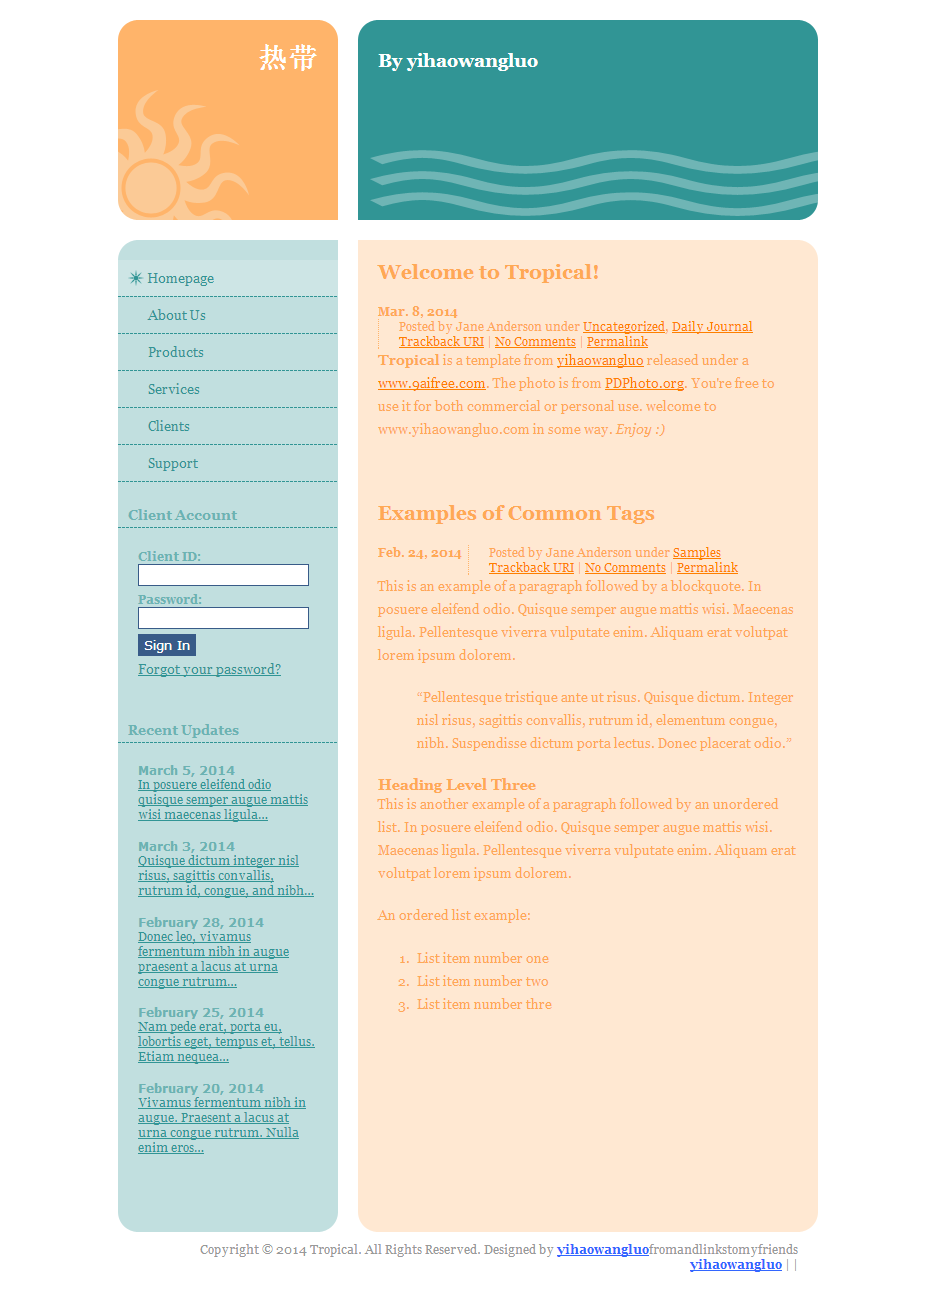 热带
By yihaowangluo
Homepage
About Us
Products
Services
Clients
Support
Client Account
Client ID:
Password:
Sign In
Forgot your password?
Recent Updates
March 5, 2014
In posuere eleifend odio
quisque semper augue mattis
wisi maecenas ligula...
March 3, 2014
Quisque dictum integer nisl
risus, sagittis convallis,
rutrum id, congue, and nibh...
February 28, 2014
Donec leo, vivamus
fermentum nibh in augue
praesent a lacus at urna
congue rutrum...
February 25, 2014
Nam pede erat, porta eu,
lobortis eget, tempus et, tellus.
Etiam nequea...
February 20, 2014
Vivamus fermentum nibh in
augue. Praesent a lacus at
urna congue rutrum. Nulla
enim eros...
Welcome to Tropical!
Mar. 8, 2014
Posted by Jane Anderson under Uncategorized, Daily Journal
Trackback URI | No Comments | Permalink
Tropical is a template from yihaowangluo released under a
www.9aifree.com. The photo is from PDPhoto.org. You're free to
use it for both commercial or personal use. welcome to
www.yihaowangluo.com in some way. Enjoy :)
Examples of Common Tags
Feb. 24, 2014 Posted by Jane Anderson under Samples
Trackback URI | No Comments | Permalink
This is an example of a paragraph followed by a blockquote. In
posuere eleifend odio. Quisque semper augue mattis wisi. Maecenas
ligula. Pellentesque viverra vulputate enim. Aliquam erat volutpat
lorem ipsum dolorem.
“Pellentesque tristique ante ut risus. Quisque dictum. Integer
nisl risus, sagittis convallis, rutrum id, elementum congue,
nibh. Suspendisse dictum porta lectus. Donec placerat odio.”
Heading Level Three
This is another example of a paragraph followed by an unordered
list. In posuere eleifend odio. Quisque semper augue mattis wisi.
Maecenas ligula. Pellentesque viverra vulputate enim. Aliquam erat
volutpat lorem ipsum dolorem.
An ordered list example:
1. List item number one
2. List item number two
3. List item number thre
Copyright © 2014 Tropical. All Rights Reserved. Designed by yihaowangluofromandlinkstomyfriends
yihaowangluo | |